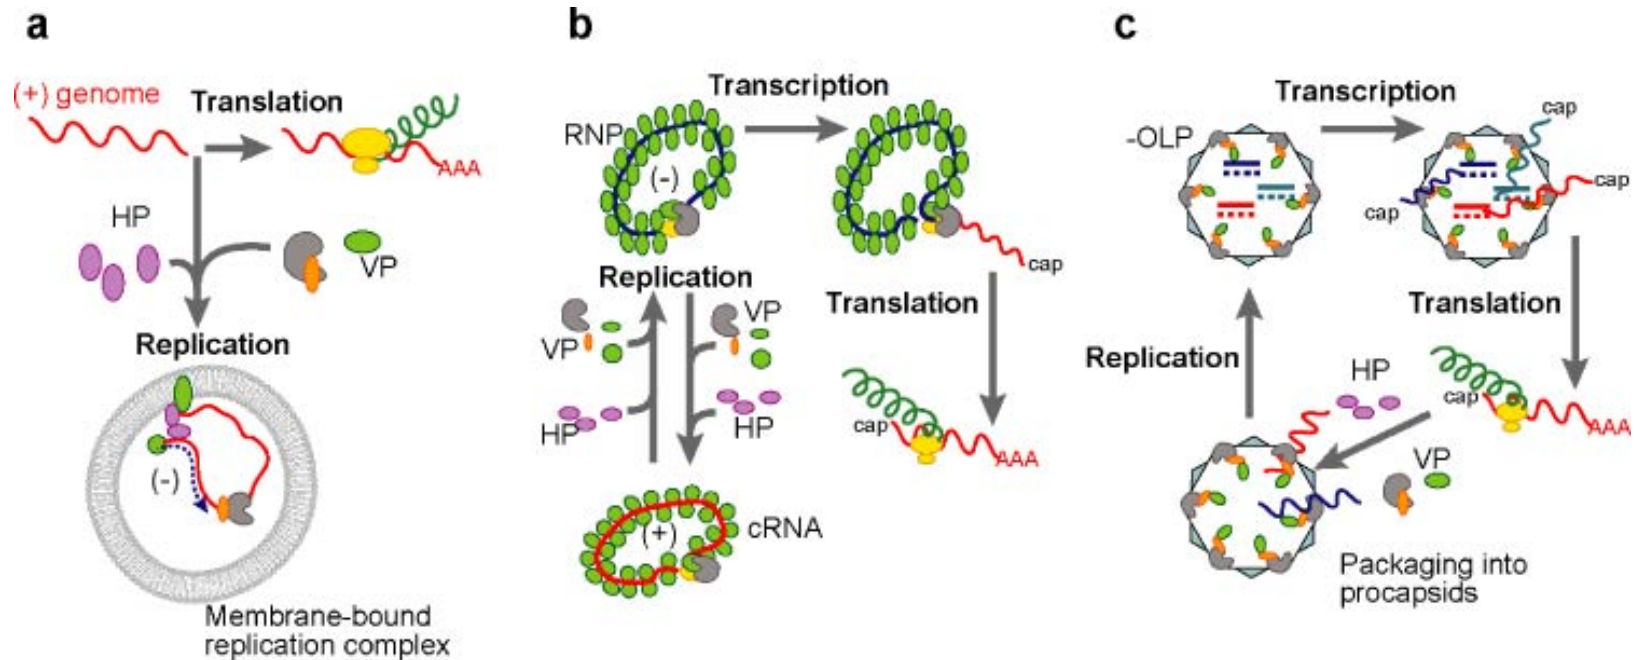 a
(+) genome
Translation
AAA
HP
VP
Replication
(-)
Membrane-bound
replication complex
b
Transcription
RNP
(-)
cap
Replication
Translation
VP
VP
HP
HP
cap
AAA
(+)
cRNA
c
Transcription
-OLP
cap
cap
cap
Translation
Replication
HP
cap
AAA
VP
Packaging into
procapsids